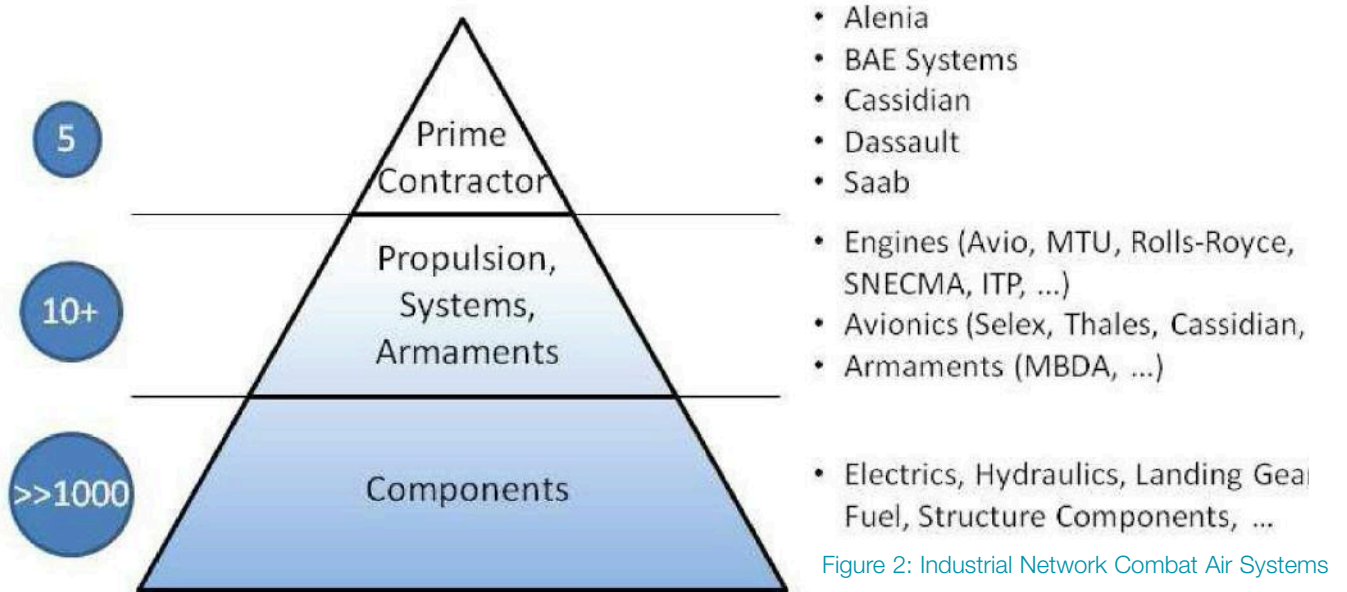 5
Prime
Contractor
• Alenia
• BAE Systems
• Cassidian
• Dassault
• Saab
10+
Propulsion,
Systems,
Armaments
• Engines (Avio, MTU, Rolls-Royce,
SNECMA, ITP, ...)
• Avionics (Selex, Thales, Cassidian,
• Armaments (MBDA, ...)
>>1000
Components
• Electrics, Hydraulics, Landing
Fuel, Structure Components, ...
Figure 2: Industrial Network Combat Air Systems